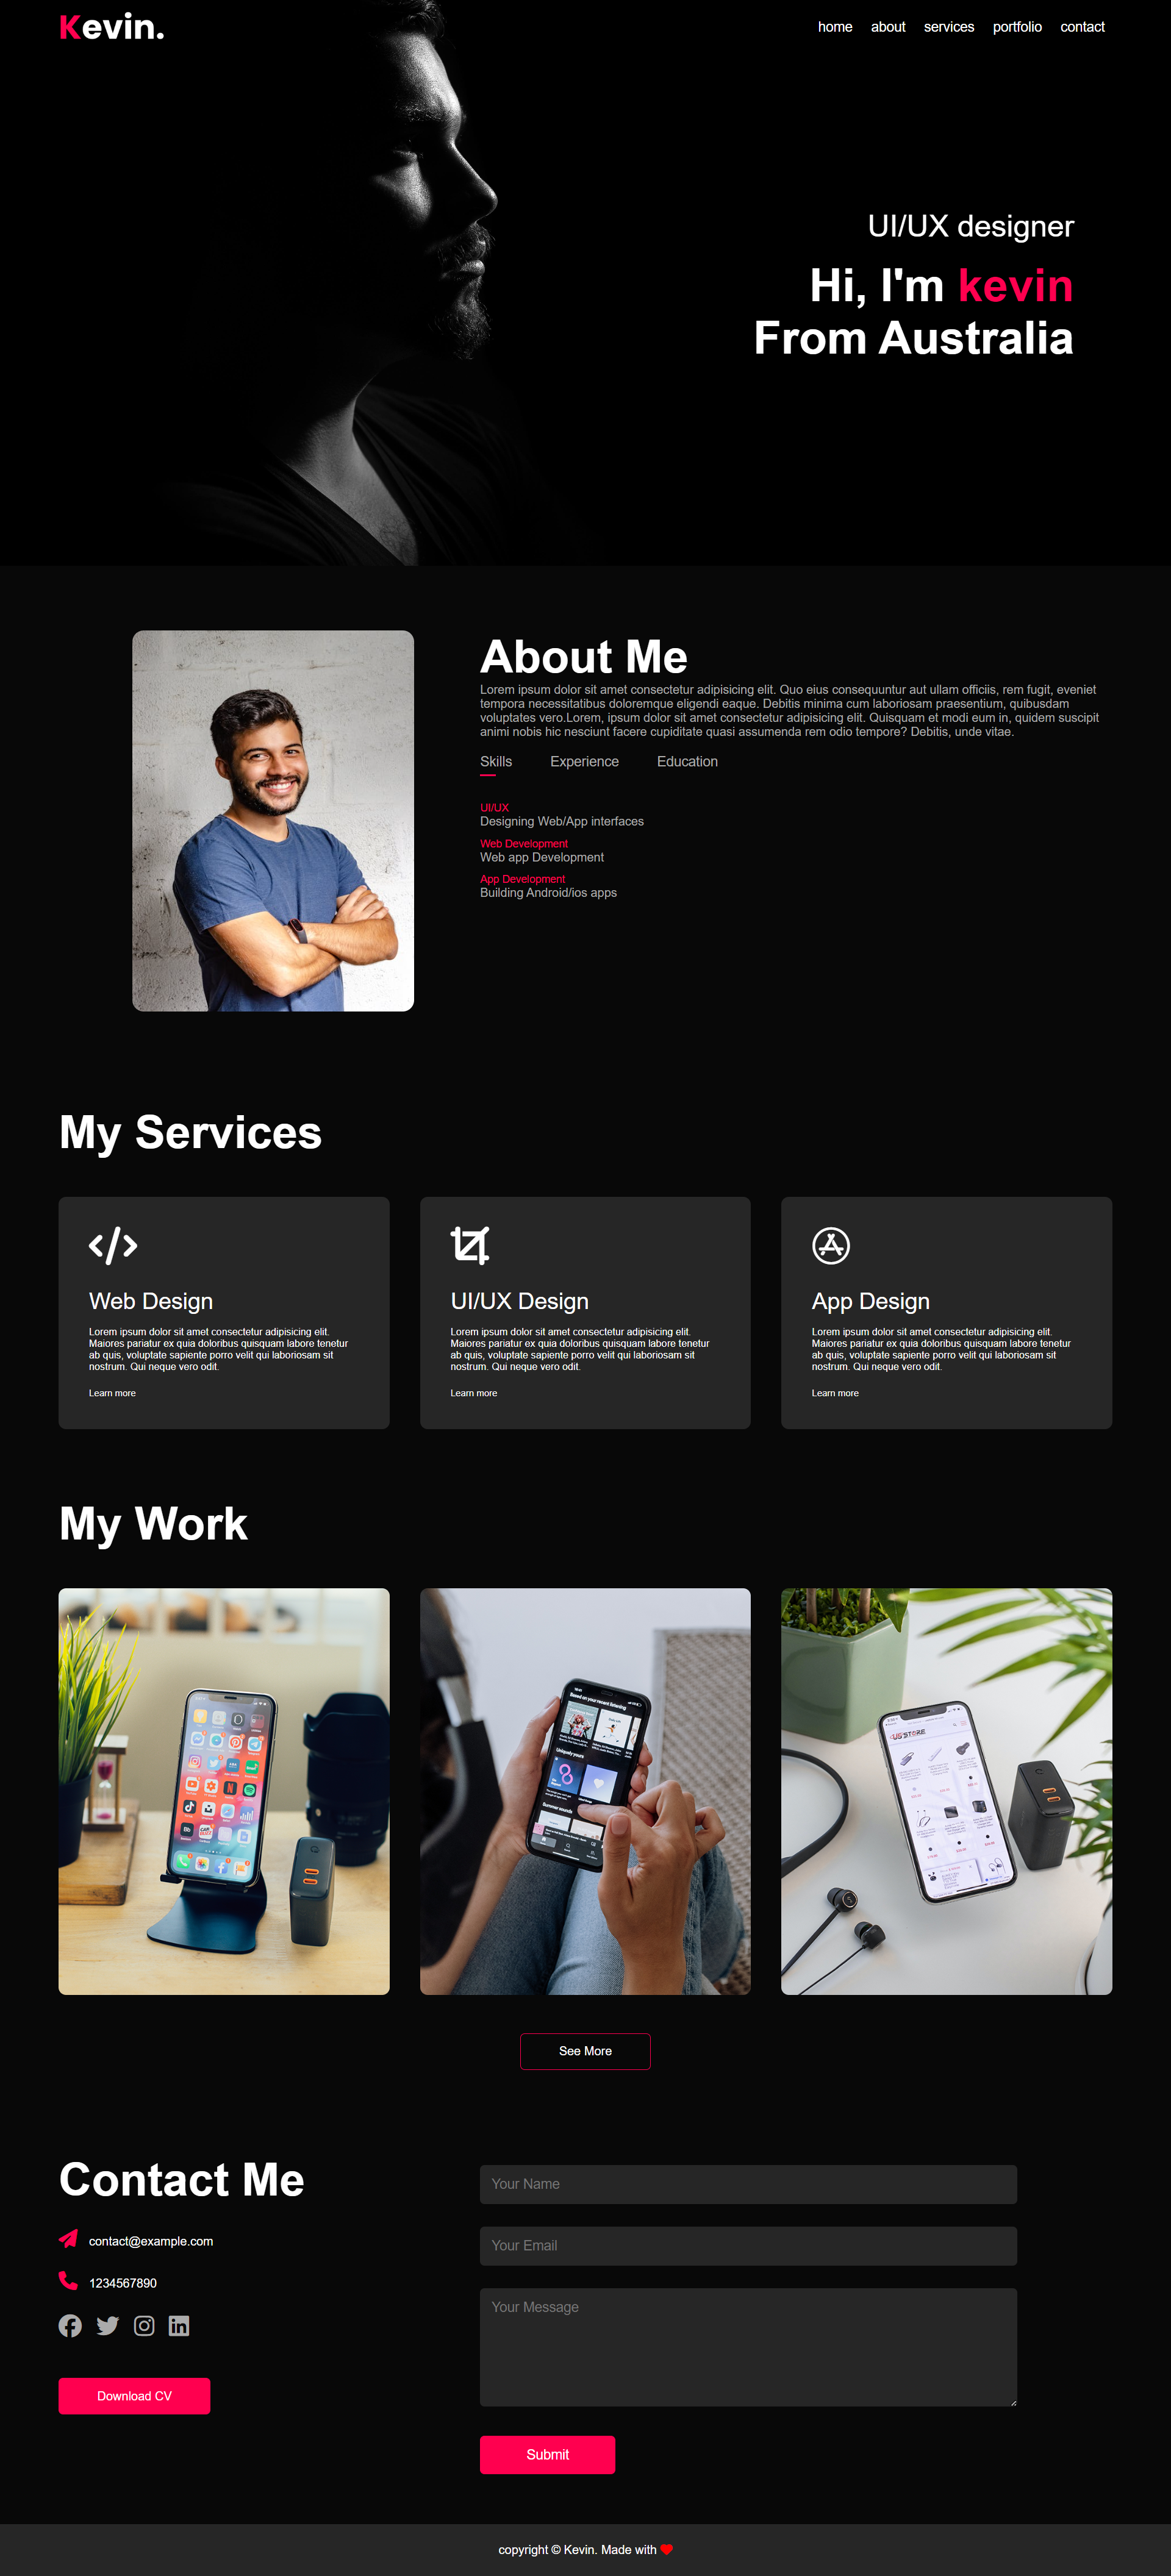 Kevin.
home about services portfolio contact
UI/UX designer
Hi, I'm kevin
From Australia
About Me
Lorem ipsum dolor sit amet consectetur adipisicing elit. Quo eius consequuntur aut ullam officiis, rem fugit, eveniet
tempora necessitatibus doloremque eligendi eaque. Debitis minima cum laboriosam praesentium, quibusdam
voluptates vero.Lorem, ipsum dolor sit amet consectetur adipisicing elit. Quisquam et modi eum in, quidem suscipit
animi nobis hic nesciunt facere cupiditate quasi assumenda rem odio tempore? Debitis, unde vitae.
Skills Experience Education
UI/UX
Designing Web/App interfaces
Web Development
Web app Development
App Development
Building Android/ios apps
My Services
Web Design
Lorem ipsum dolor sit amet consectetur adipisicing elit.
Maiores pariatur ex quia doloribus quisquam labore tenetur
ab quis, voluptate sapiente porro velit qui laboriosam sit
nostrum. Qui neque vero odit.
Learn more
UI/UX Design
Lorem ipsum dolor sit amet consectetur adipisicing elit.
Maiores pariatur ex quia doloribus quisquam labore tenetur
ab quis, voluptate sapiente porro velit qui laboriosam sit
nostrum. Qui neque vero odit.
Learn more
App Design
Lorem ipsum dolor sit amet consectetur adipisicing elit.
Maiores pariatur ex quia doloribus quisquam labore tenetur
ab quis, voluptate sapiente porro velit qui laboriosam sit
nostrum. Qui neque vero odit.
Learn more
My Work
Based on your recent listening
Uniquely yours
Summer sounds
STORE
See More
Contact Me
contact@example.com
1234567890
Download CV
Your Name
Your Email
Your Message
Submit
copyright © Kevin. Made with